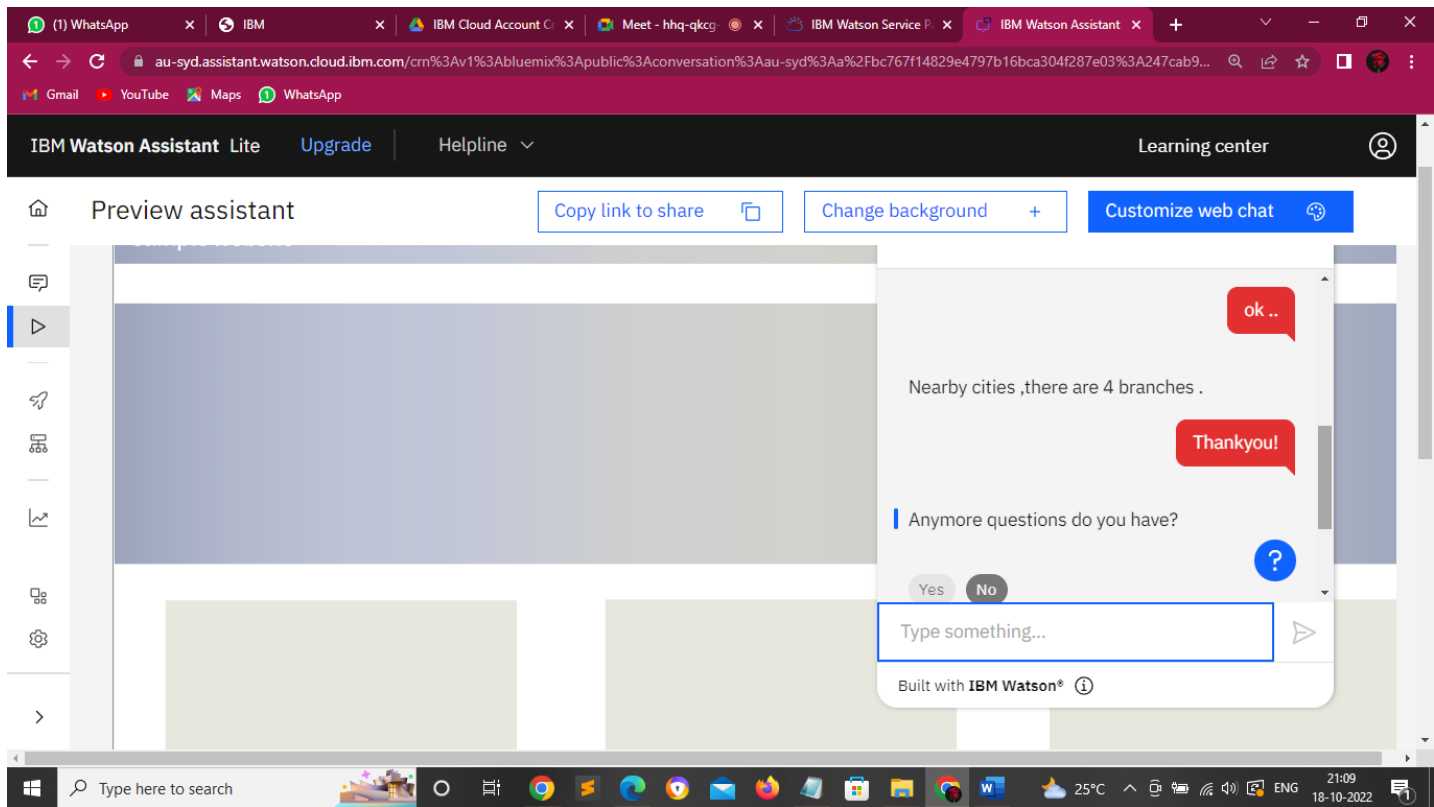 (1) WhatsApp
IBM
IBM Cloud Account Cr
Meet - hhq-qkcg-
IBM Watson Service P
IBM Watson Assistant
au-syd.assistant.watson.cloud.ibm.com/crn%3Av1%3Abluemix%3Apublic%3Aconversation%3Aau-syd%3Aa%2Fbc767f14829e4797b16bca304f287e03%3A247cab9...
Gmail
YouTube
Maps
WhatsApp
IBM Watson Assistant Lite
Upgrade
Helpline
Learning center
Preview assistant
Copy link to share
Change background +
Customize web chat
ok ..
Nearby cities ,there are 4 branches .
Thankyou!
Anymore questions do you have?
?
Yes
No
Type something...
Built with IBM Watson®
Type here to search
25°C
ENG
21:09
18-10-2022
1